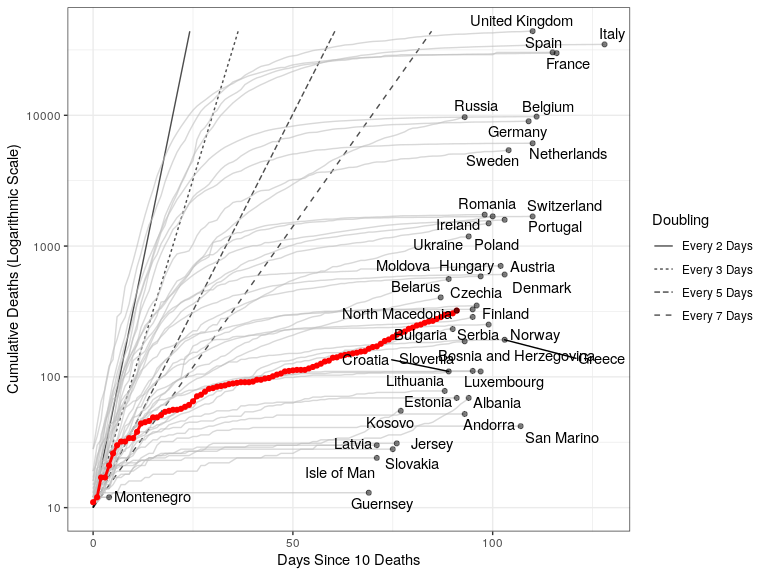 United Kingdom
Italy
Spain
France
Russia
Belgium
10000
Germany
Netherlands
Sweden
Romania
Switzerland
Ireland
Portugal
Ukraine
Poland
1000
Moldova
Hungary
Austria
Belarus
Czechia
Denmark
North Macedonia
Finland
Bulgaria
Serbia
Norway
Croatia
Slovenia
Bosnia and Herzegovina
Greece
100
Lithuania
Luxembourg
Estonia
Albania
Kosovo
Andorra
San Marino
Latvia
Jersey
Slovakia
Isle of Man
Montenegro
Guernsey
10
0
50
100
Days Since 10 Deaths
Cumulative Deaths (Logarithmic Scale)
Doubling
Every 2 Days
Every 3 Days
Every 5 Days
Every 7 Days